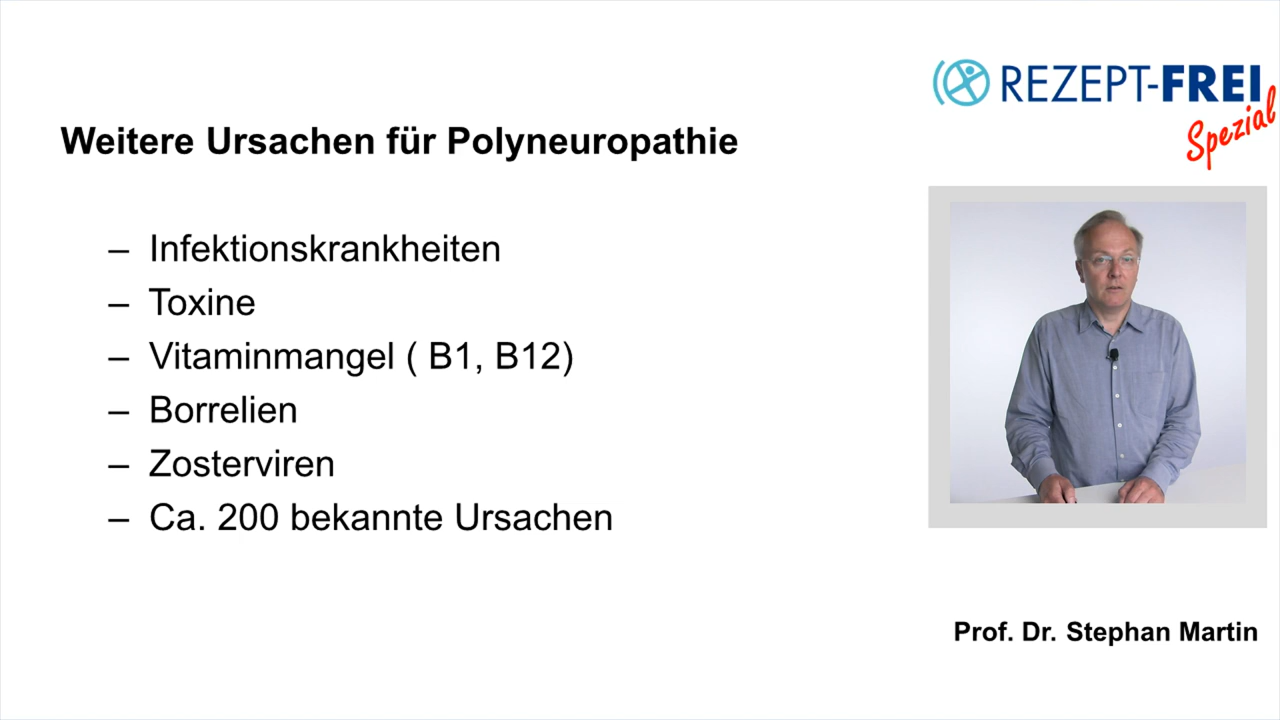 REZEPT-FREI
Spezial
Weitere Ursachen für Polyneuropathie
– Infektionskrankheiten
– Toxine
– Vitaminmangel ( B1, B12)
– Borrelien
– Zosterviren
– Ca. 200 bekannte Ursachen
Prof. Dr. Stephan Martin